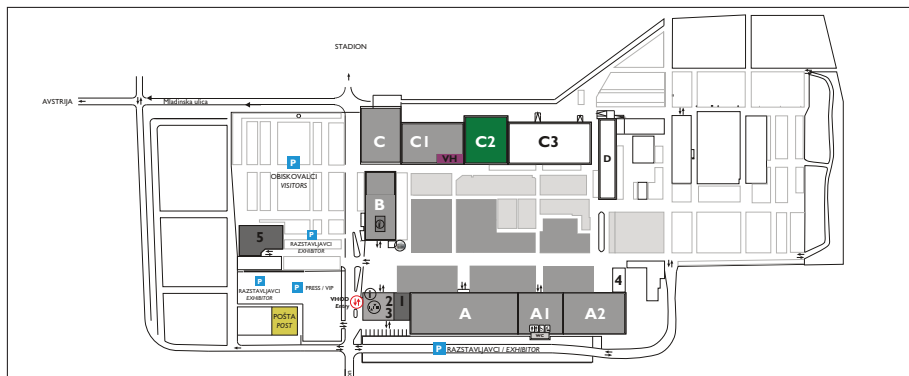 STADION
AVSTRIJA
Mladinska ulica
C
C1
C2
C3
VH
D
P
OBISKOVALCI
VISITORS
B
5
P
RAZSTAVLJAVCI
EXHIBITOR
P
RAZSTAVLJAVCI
EXHIBITOR
P PRESS / VIP
4
VHOD
Entry
i
2
3
1
A
A1
A2
WC
POŠTA
POST
P RAZSTAVLJAVCI / EXHIBITOR